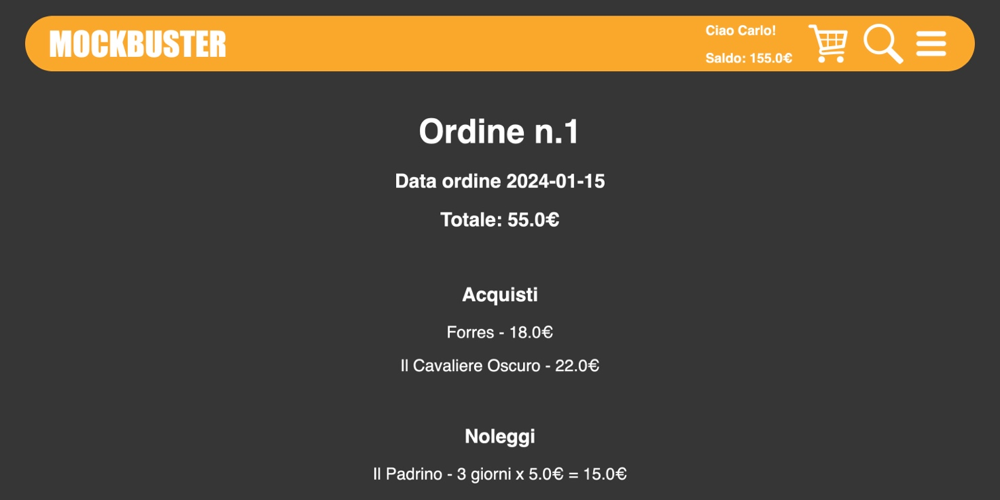 MOCKBUSTER
Ciao Carlo!
Saldo: 155.0€
Ordine n.1
Data ordine 2024-01-15
Totale: 55.0€
Acquisti
Forres - 18.0€
Il Cavaliere Oscuro - 22.0€
Noleggi
Il Padrino - 3 giorni x 5.0€ = 15.0€